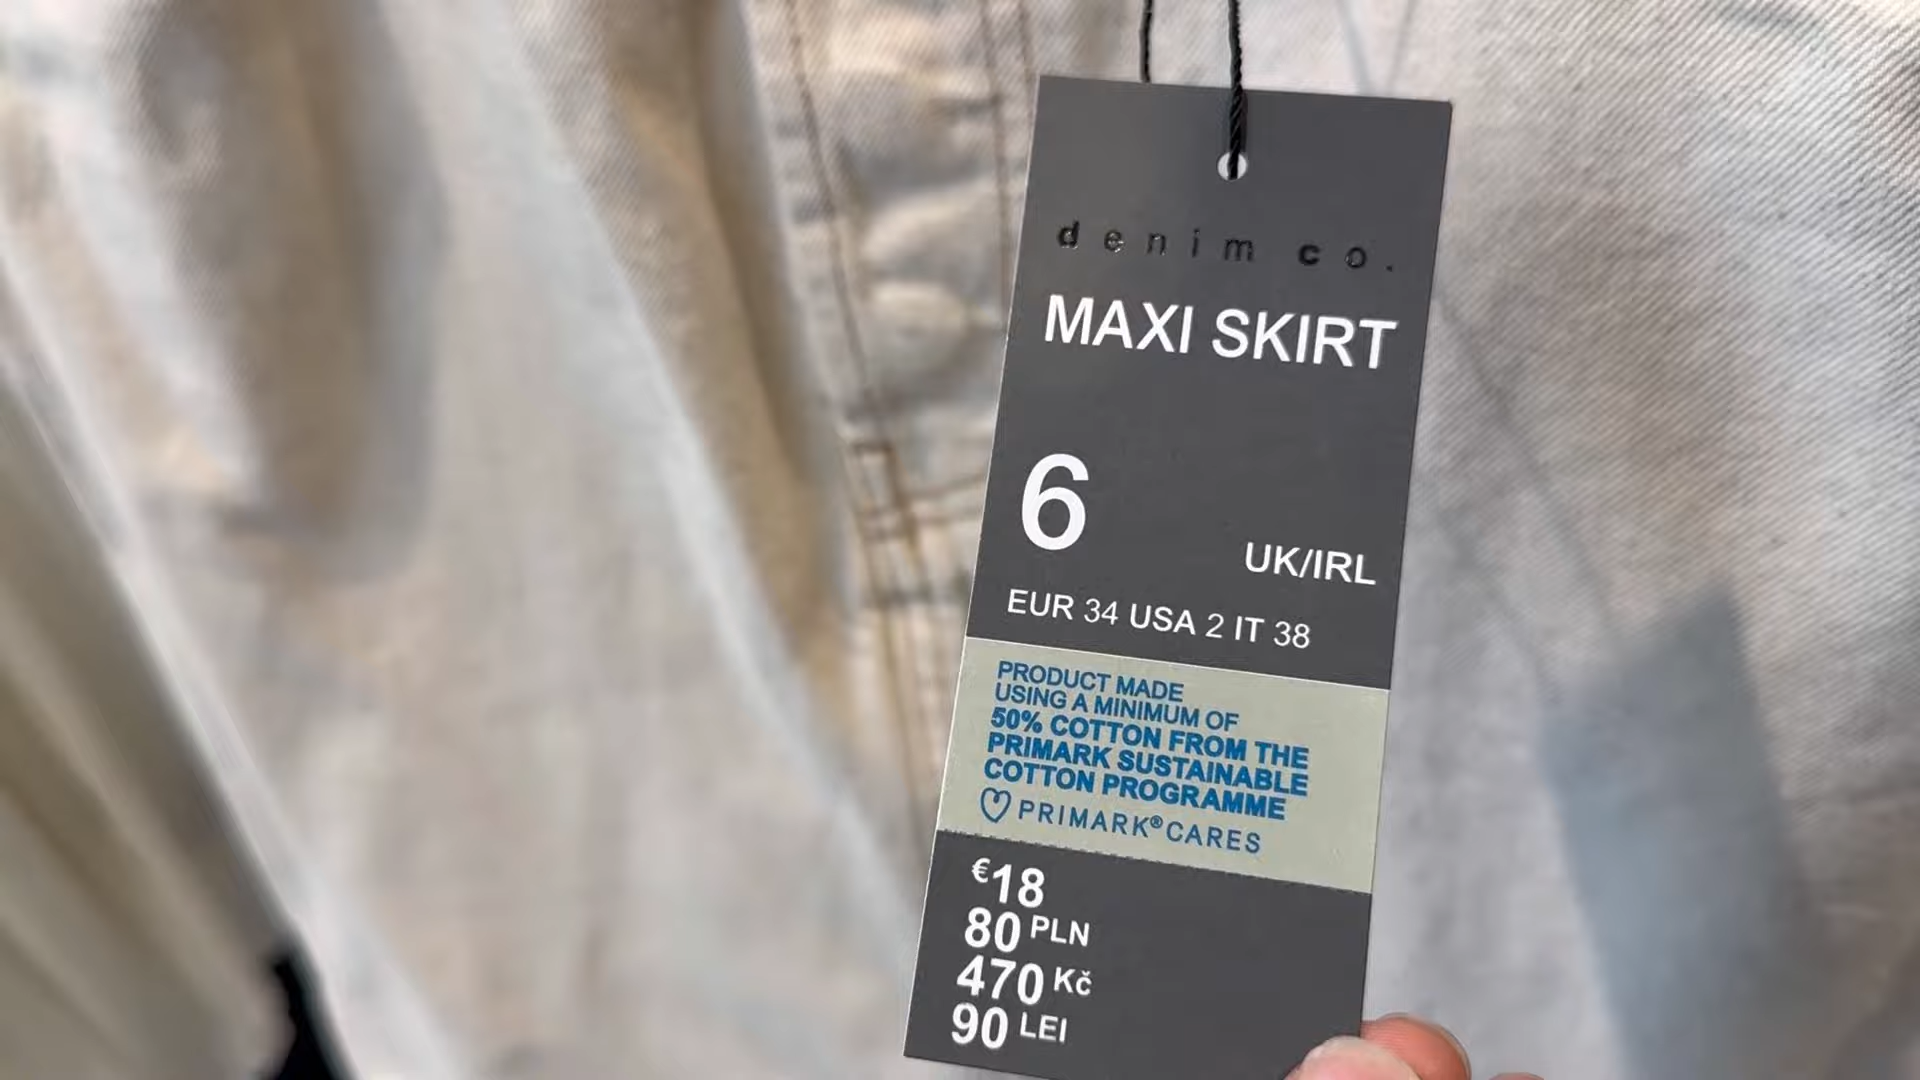 denim co.
MAXI SKIRT
6 UK/IRL
EUR 34 USA 2 IT 38
PRODUCT MADE
USING A MINIMUM OF
50% COTTON FROM THE
PRIMARK SUSTAINABLE
COTTON PROGRAMME
PRIMARK® CARES
€18
80 PLN
470 Kč
90 LEI